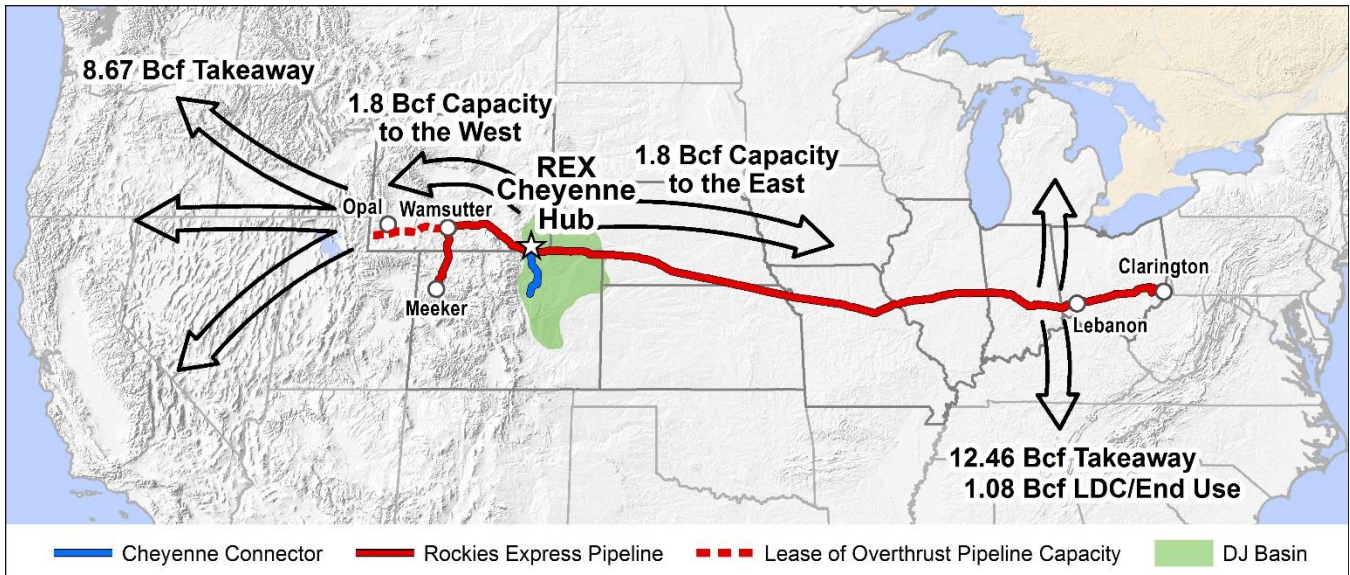 8.67 Bcf Takeaway
1.8 Bcf Capacity
to the West
REX
Cheyenne
Hub
1.8 Bcf Capacity
to the East
Opal
Wamsutter
Meeker
Clarington
Lebanon
12.46 Bcf Takeaway
1.08 Bcf LDC/End Use
Cheyenne Connector
Rockies Express Pipeline
Lease of Overthrust Pipeline Capacity
DJ Basin